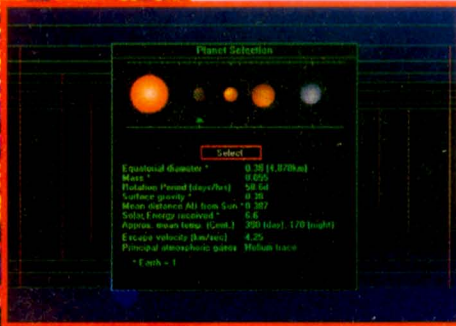 Planet Selection
Select
Equatorial diameter * 0.38 (4,878km)
Mass * 0.055
Rotation Period (days/hrs) 58.6d
Surface gravity * 0.38
Mean distance AU from Sun * 0.387
Solar Energy received * 6.6
Approx. mean temp. (Cent.) 350 (day), 170 (night)
Escape velocity (km/sec) 4.25
Principal atmospheric gases Helium trace
* Earth = 1